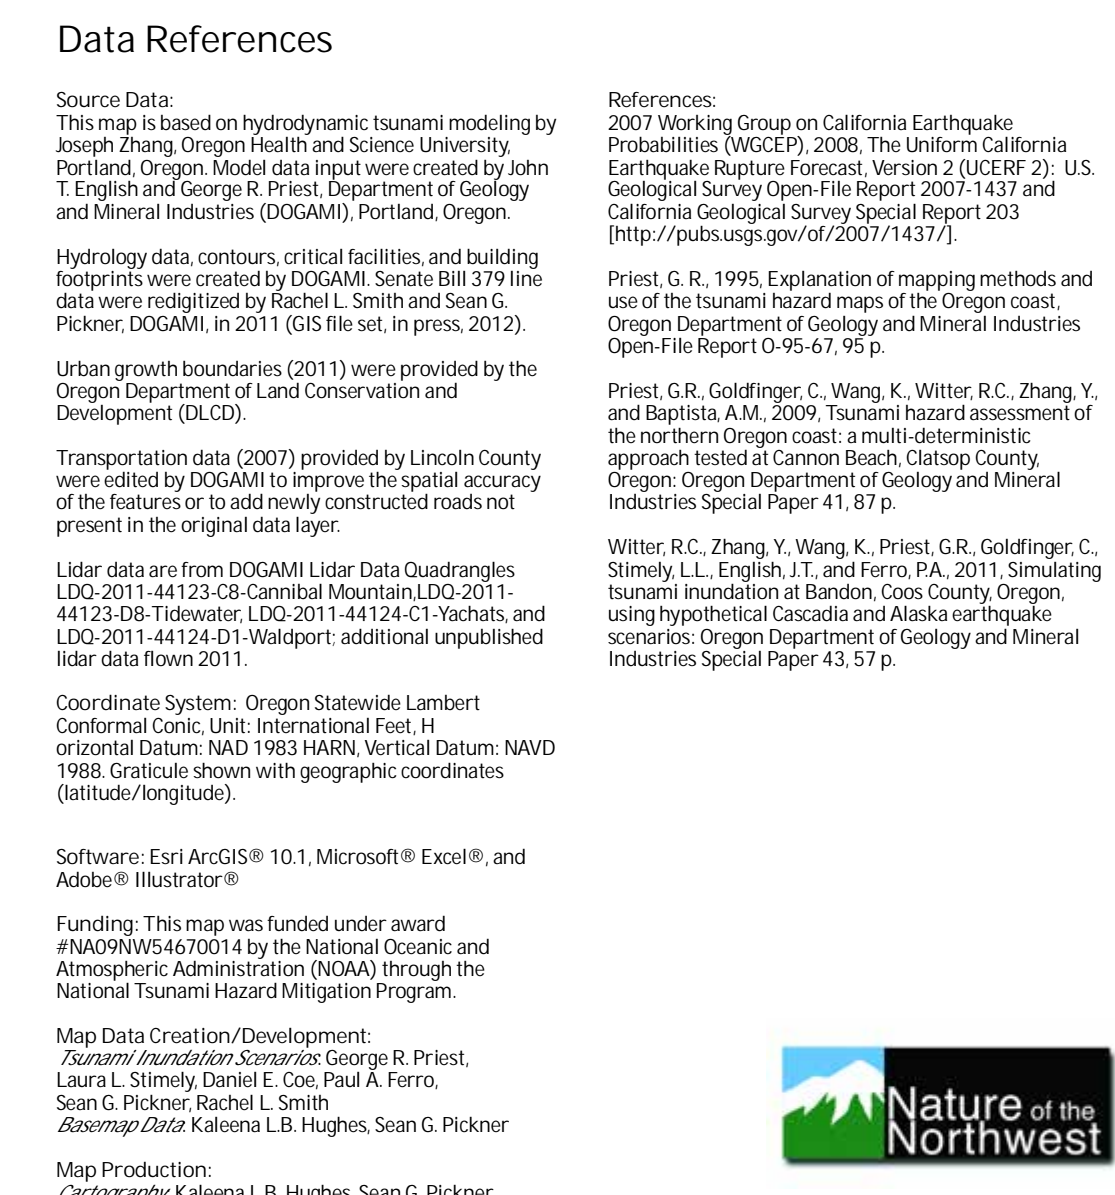 Data References
Source Data:
This map is based on hydrodynamic tsunami modeling by
Joseph Zhang, Oregon Health and Science University,
Portland, Oregon. Model data input were created by John
T. English and George R. Priest, Department of Geology
and Mineral Industries (DOGAMI), Portland, Oregon.
Hydrology data, contours, critical facilities, and building
footprints were created by DOGAMI. Senate Bill 379 line
data were redigitized by Rachel L. Smith and Sean G.
Pickner, DOGAMI, in 2011 (GIS file set, in press, 2012).
Urban growth boundaries (2011) were provided by the
Oregon Department of Land Conservation and
Development (DLCD).
Transportation data (2007) provided by Lincoln County
were edited by DOGAMI to improve the spatial accuracy
of the features or to add newly constructed roads not
present in the original data layer.
Lidar data are from DOGAMI Lidar Data Quadrangles
LDQ-2011-44123-C8-Cannibal Mountain,LDQ-2011-
44123-D8-Tidewater, LDQ-2011-44124-C1-Yachats, and
LDQ-2011-44124-D1-Waldport; additional unpublished
lidar data flown 2011.
Coordinate System: Oregon Statewide Lambert
Conformal Conic, Unit: International Feet, H
orizontal Datum: NAD 1983 HARN, Vertical Datum: NAVD
1988. Graticule shown with geographic coordinates
(latitude/longitude).
Software: Esri ArcGIS® 10.1, Microsoft® Excel®, and
Adobe® Illustrator®
Funding: This map was funded under award
#NA09NW54670014 by the National Oceanic and
Atmospheric Administration (NOAA) through the
National Tsunami Hazard Mitigation Program.
Map Data Creation/Development:
Tsunami Inundation Scenarios: George R. Priest,
Laura L. Stimely, Daniel E. Coe, Paul A. Ferro,
Sean G. Pickner, Rachel L. Smith
Basemap Data: Kaleena L.B. Hughes, Sean G. Pickner
Map Production:
Cartography: Kaleena L.B. Hughes, Sean G. Pickner
References:
2007 Working Group on California Earthquake
Probabilities (WGCEP), 2008, The Uniform California
Earthquake Rupture Forecast, Version 2 (UCERF 2): U.S.
Geological Survey Open-File Report 2007-1437 and
California Geological Survey Special Report 203
[http://pubs.usgs.gov/of/2007/1437/].
Priest, G. R., 1995, Explanation of mapping methods and
use of the tsunami hazard maps of the Oregon coast,
Oregon Department of Geology and Mineral Industries
Open-File Report O-95-67, 95 p.
Priest, G.R., Goldfinger, C., Wang, K., Witter, R.C., Zhang, Y.,
and Baptista, A.M., 2009, Tsunami hazard assessment of
the northern Oregon coast: a multi-deterministic
approach tested at Cannon Beach, Clatsop County,
Oregon: Oregon Department of Geology and Mineral
Industries Special Paper 41, 87 p.
Witter, R.C., Zhang, Y., Wang, K., Priest, G.R., Goldfinger, C.,
Stimely, L.L., English, J.T., and Ferro, P.A., 2011, Simulating
tsunami inundation at Bandon, Coos County, Oregon,
using hypothetical Cascadia and Alaska earthquake
scenarios: Oregon Department of Geology and Mineral
Industries Special Paper 43, 57 p.
Nature of the
Northwest